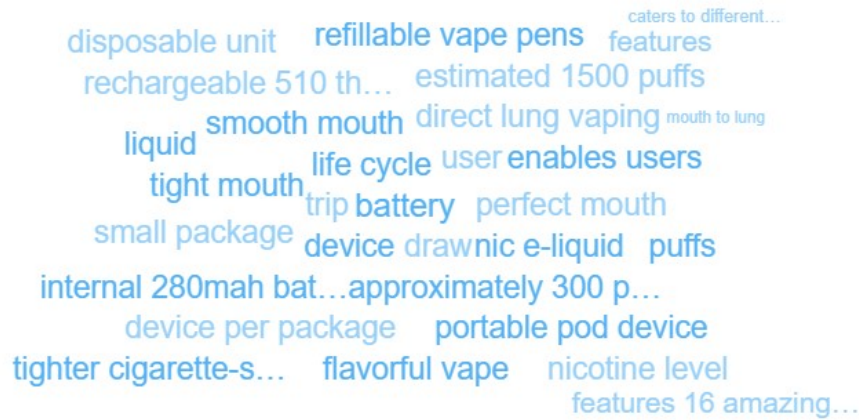 caters to different...
disposable unit refillable vape pens features
rechargeable 510 th... estimated 1500 puffs
smooth mouth direct lung vaping mouth to lung
liquid life cycle user enables users
tight mouth trip battery perfect mouth
small package device draw nic e-liquid puffs
internal 280mah bat... approximately 300 p...
device per package portable pod device
tighter cigarette-s... flavorful vape nicotine level
features 16 amazing...